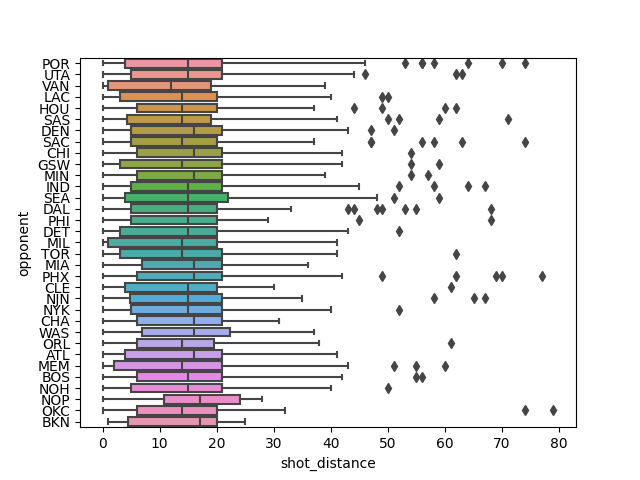 POR
UTA
VAN
LAC
HOU
SAS
DEN
SAC
CHI
GSW
MIN
IND
SEA
DAL
PHI
DET
MIL
TOR
MIA
PHX
CLE
NJN
NYK
CHA
WAS
ORL
ATL
MEM
BOS
NOH
NOP
OKC
BKN
opponent
0 10 20 30 40 50 60 70 80
shot_distance